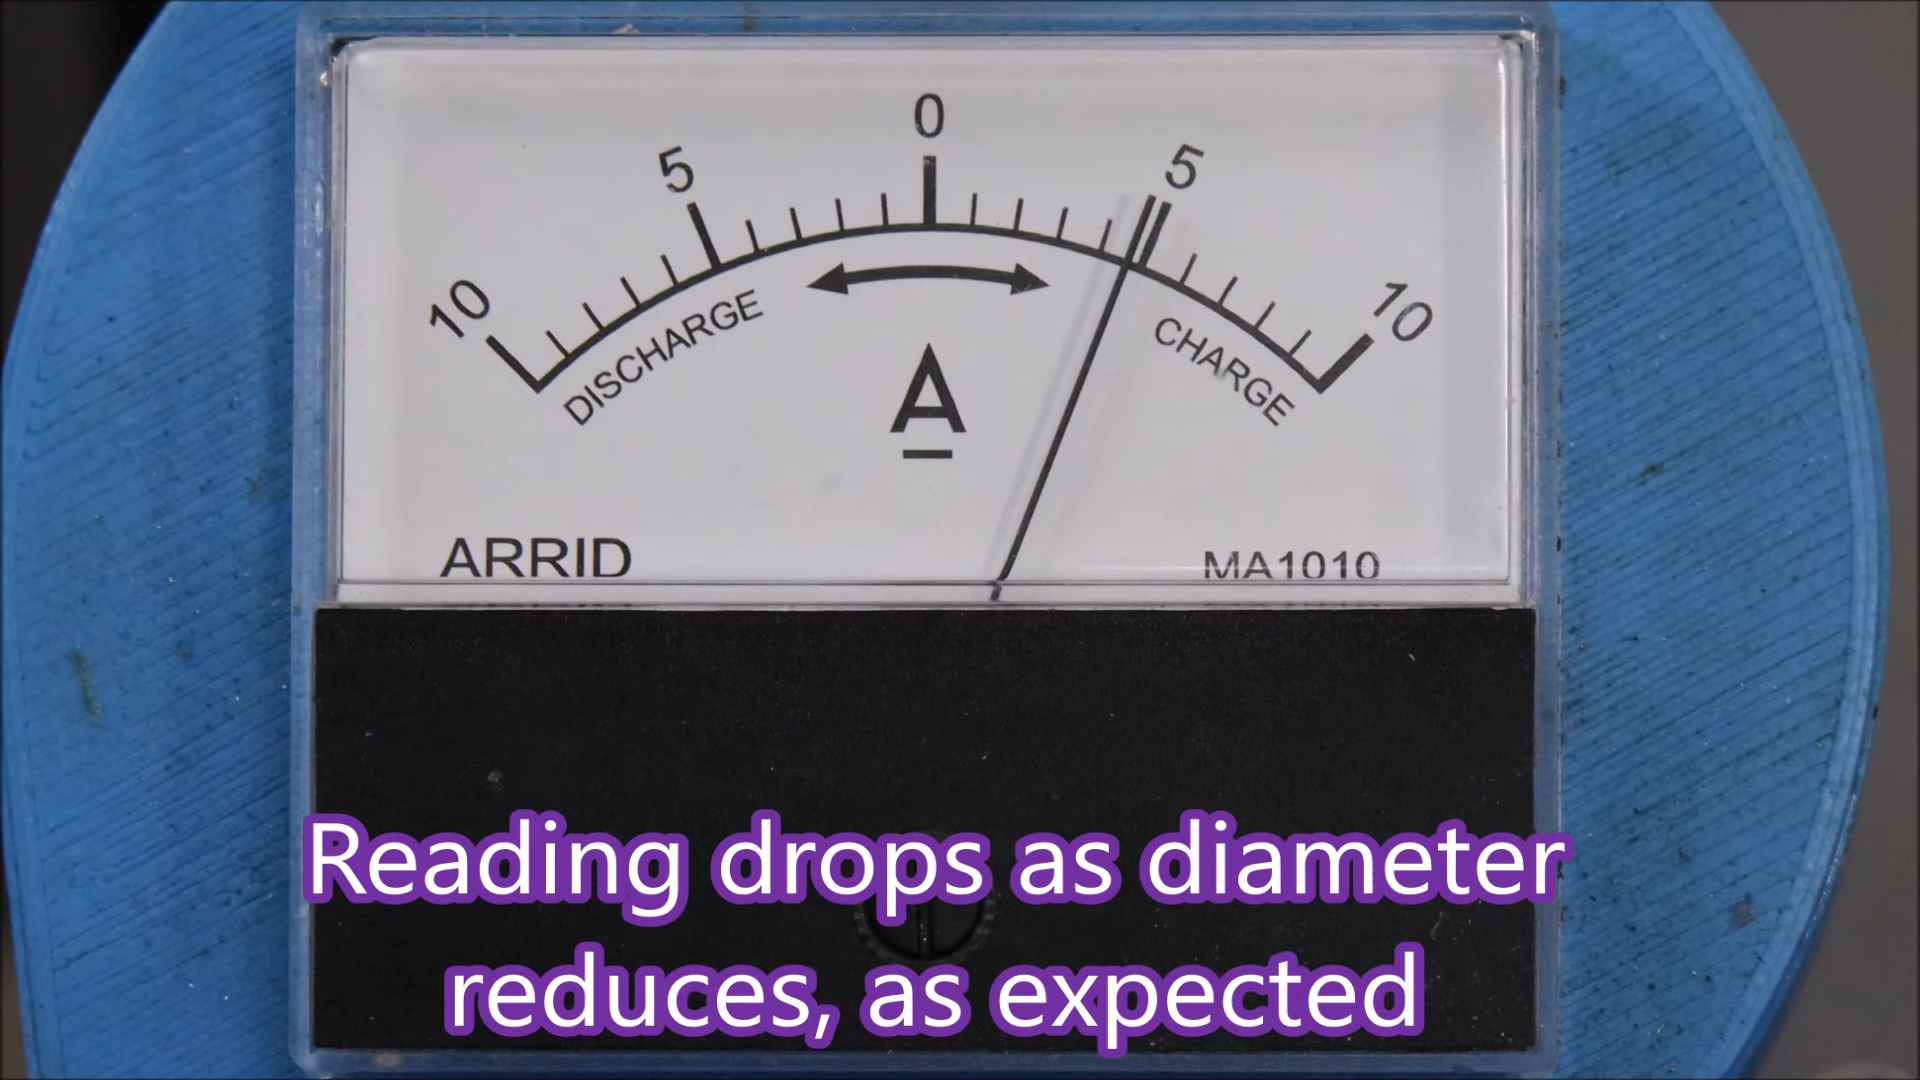 0
5 5
10 10
DISCHARGE CHARGE
A
ARRID MA1010
Reading drops as diameter
reduces, as expected